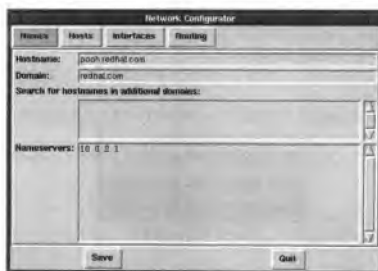 Network Configurator
Names Hosts Interfaces Routing
Hostname: pooh.redhat.com
Domain: redhat.com
Search for hostnames in additional domains:
Nameservers: 10 0 2 1
Save Quit